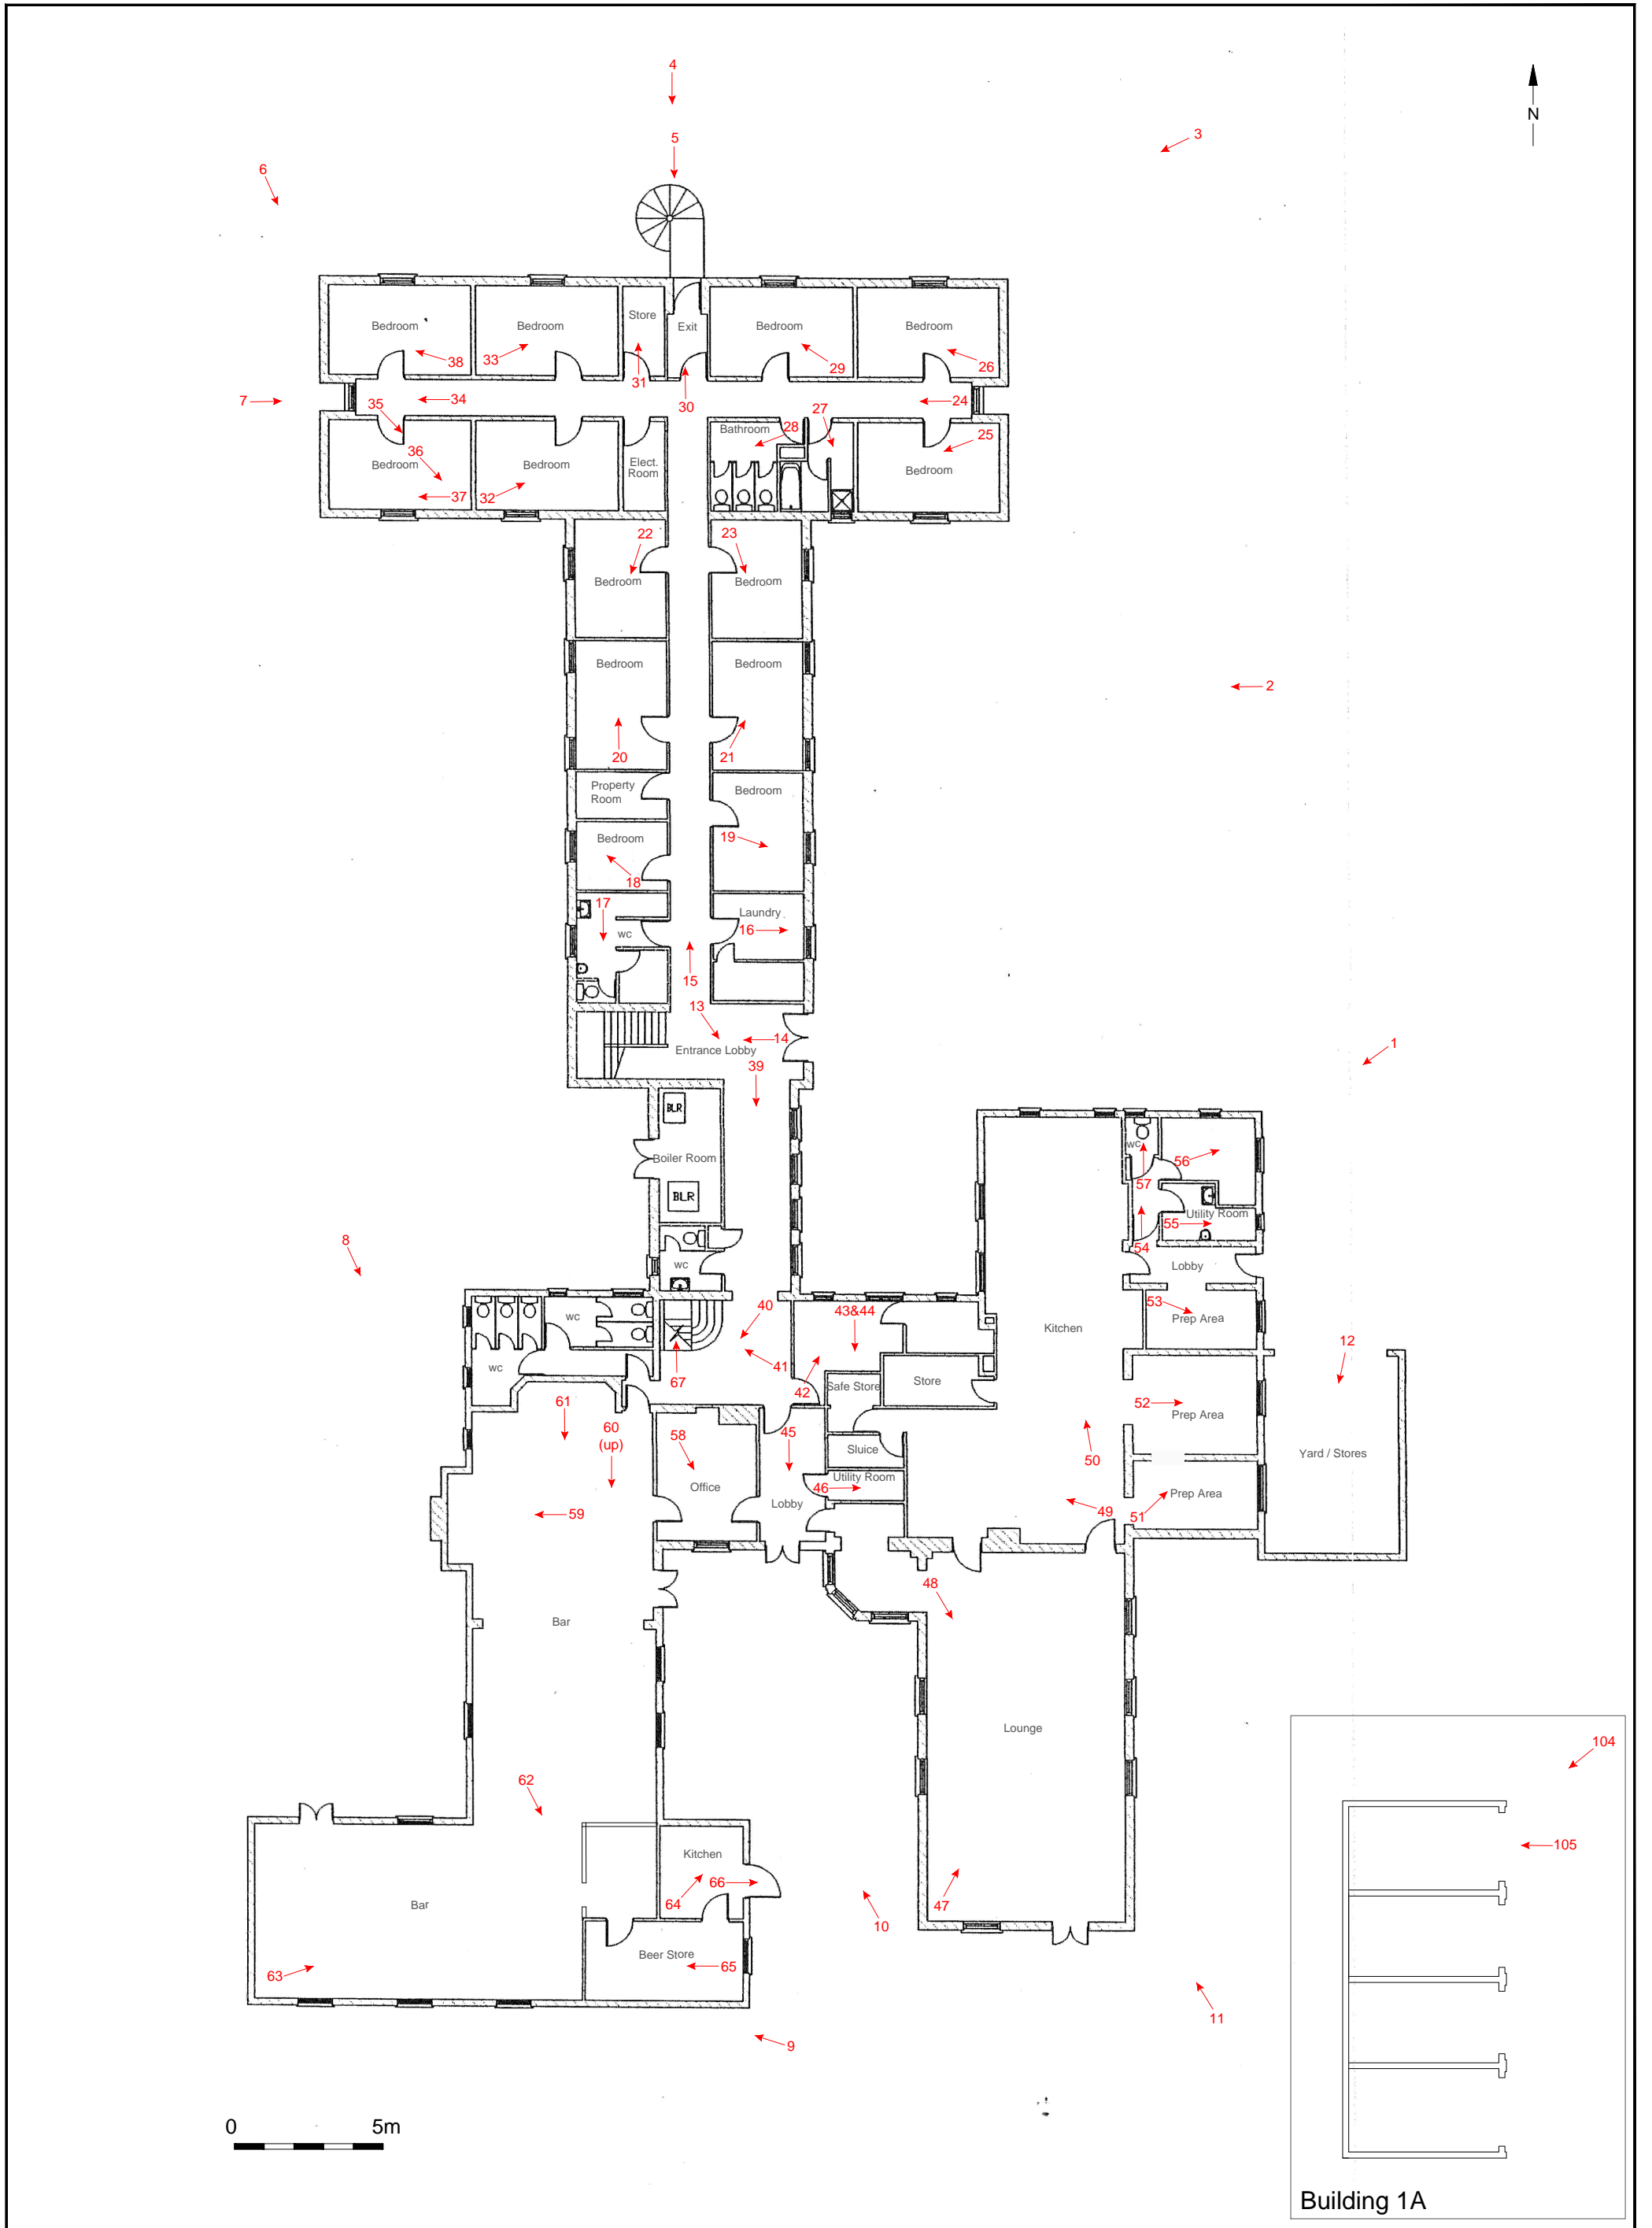 4
N
3
5
6
Store
Bedroom
Bedroom
Exit
Bedroom
Bedroom
33
38
31
29
26
7
34
35
30
27
24
Bathroom
28
25
36
Bedroom
Bedroom
Elect.
Room
Bedroom
37
32
22
23
Bedroom
Bedroom
Bedroom
Bedroom
2
20
21
Property
Room
Bedroom
Bedroom
19
18
17
Laundry
wc
16
15
13
14
Entrance Lobby
39
1
BLR
Boiler Room
wc
56
57
BLR
Utility Room
55
8
54
wc
Lobby
40
43&44
53
Prep Area
wc
Kitchen
12
wc
41
67
42
Safe Store
Store
61
60
(up)
52
Prep Area
58
45
Sluice
50
Yard / Stores
Office
Utility Room
46
Prep Area
Lobby
59
49
51
48
Bar
Lounge
104
62
105
Kitchen
66
64
Bar
47
10
Beer Store
65
63
11
9
0 5m
Building 1A